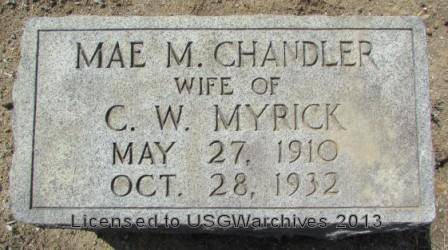 MAE M. CHANDLER
WIFE OF
C. W. MYRICK
MAY 27, 1910
OCT. 28, 1932
Licensed to USGWarchives 2013